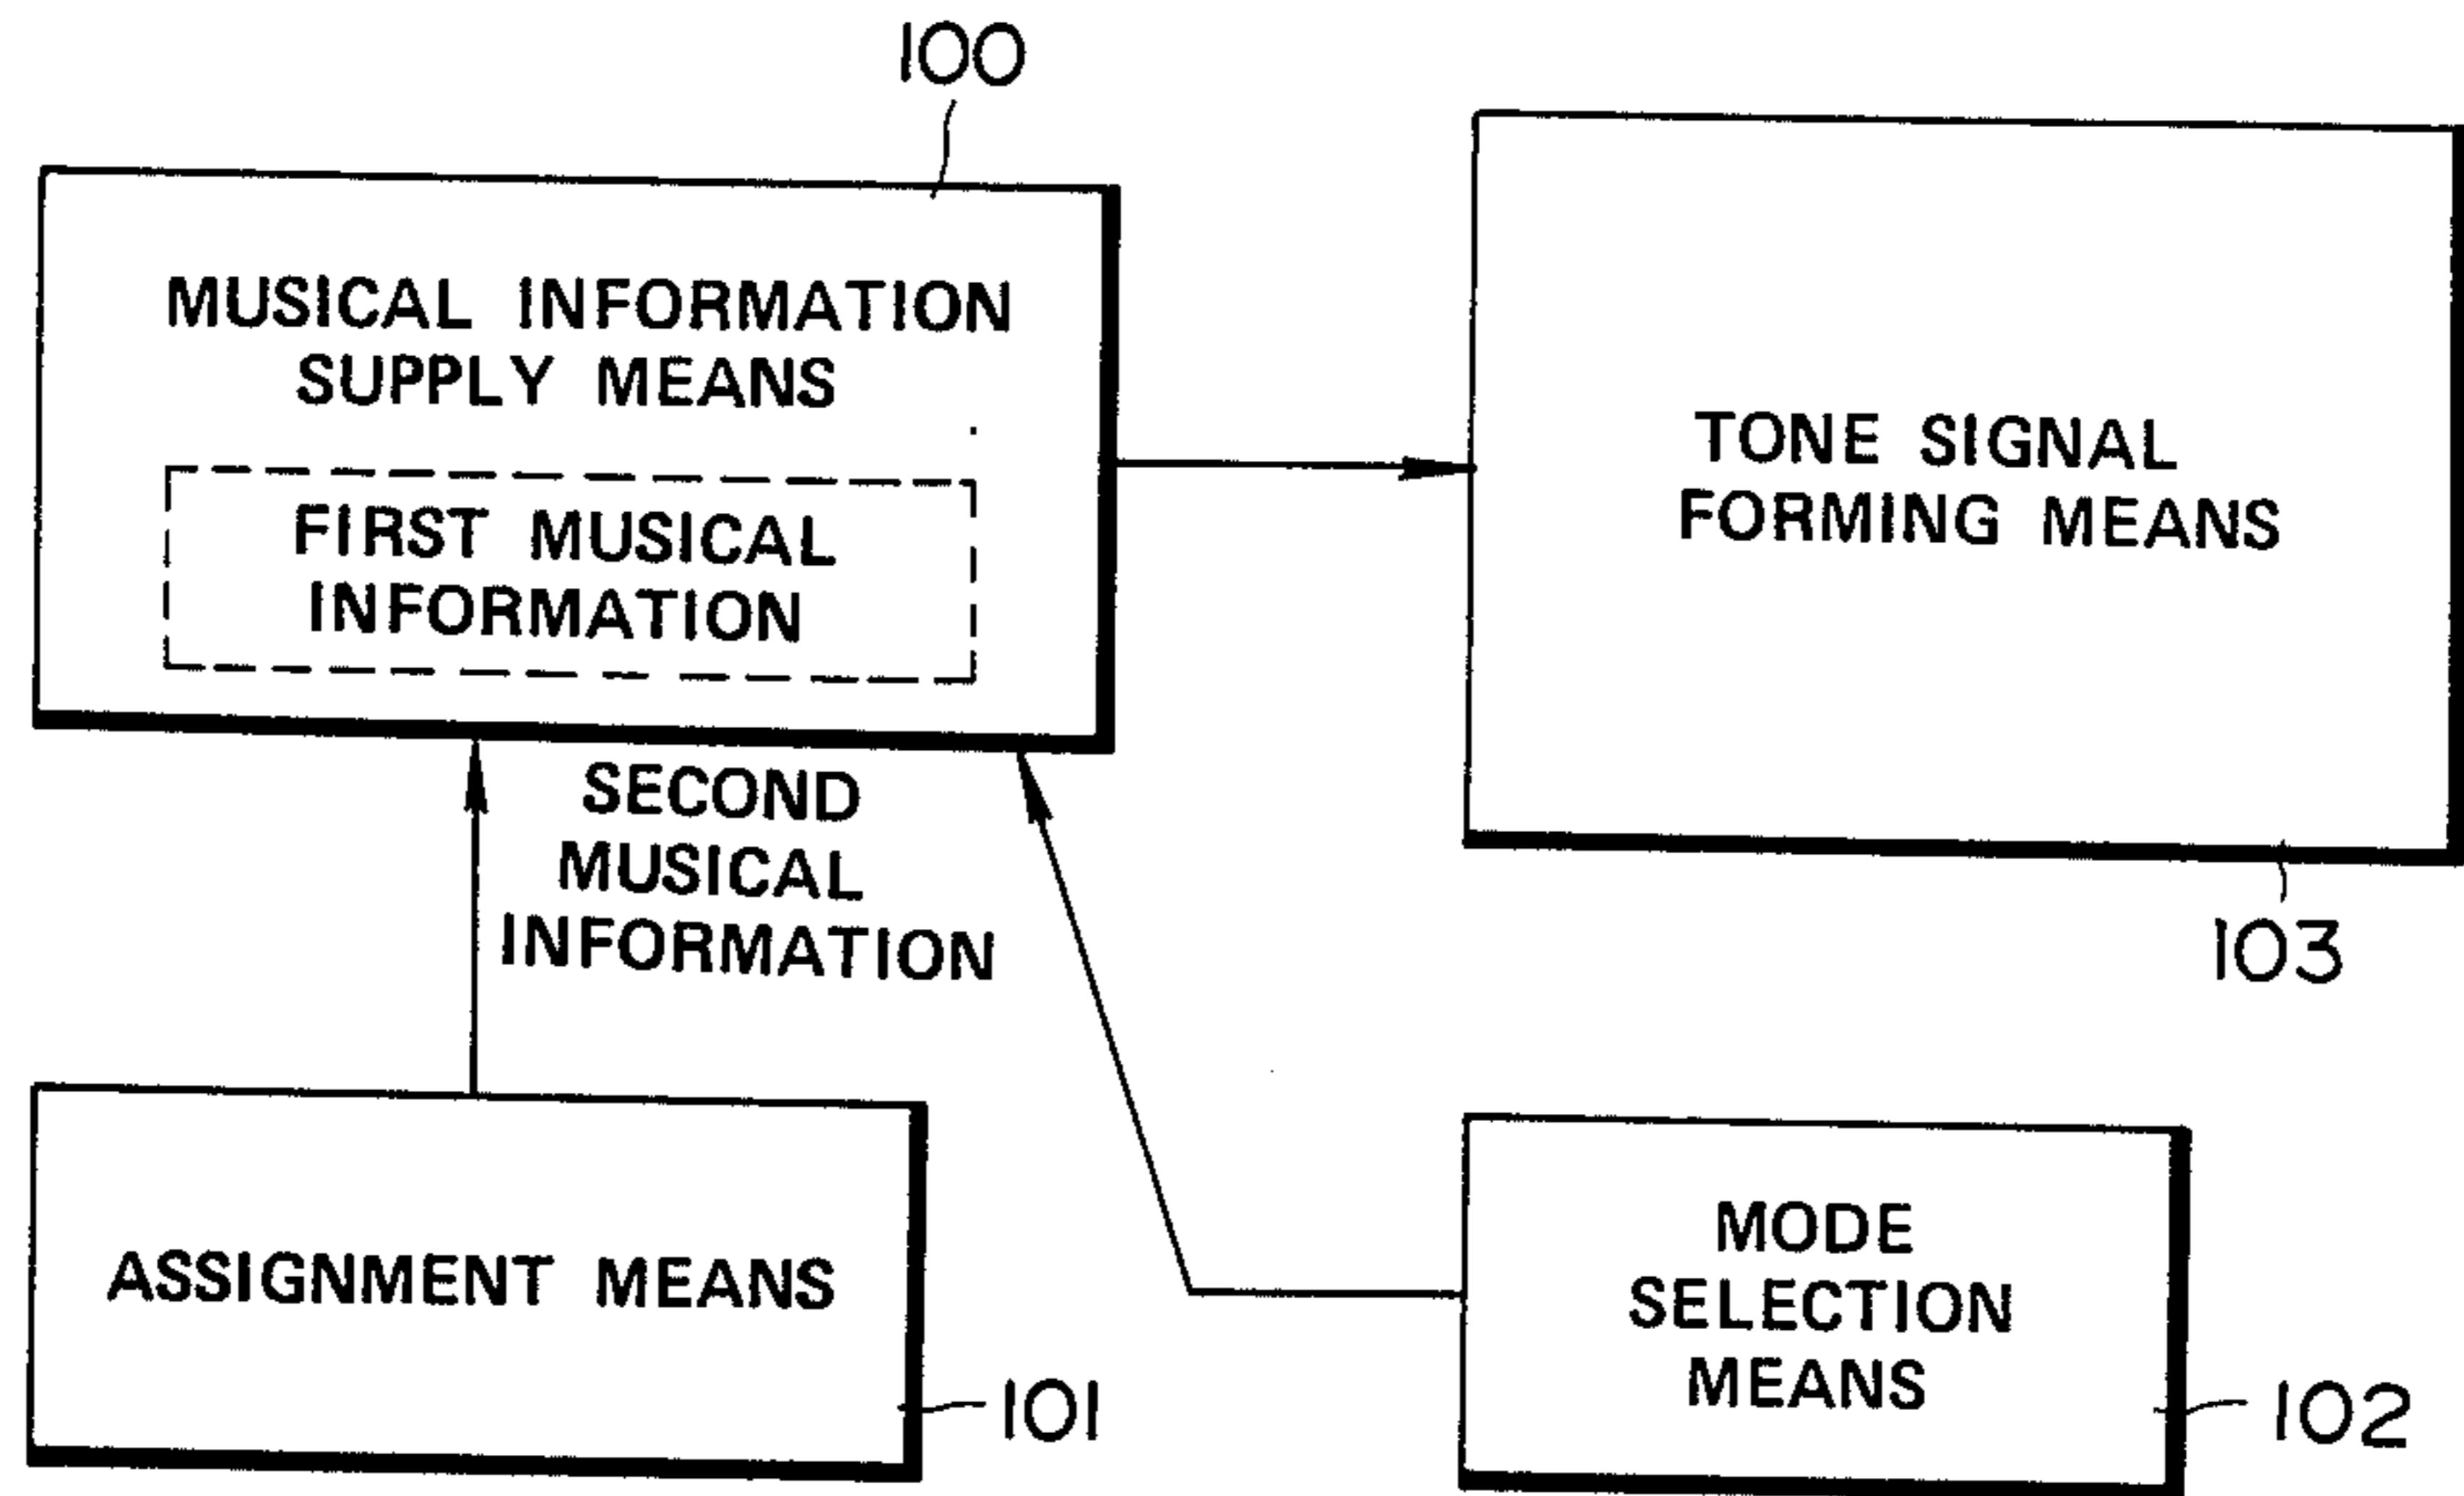 100
MUSICAL INFORMATION
SUPPLY MEANS
FIRST MUSICAL
INFORMATION
TONE SIGNAL
FORMING MEANS
103
SECOND
MUSICAL
INFORMATION
ASSIGNMENT MEANS
101
MODE
SELECTION
MEANS
102